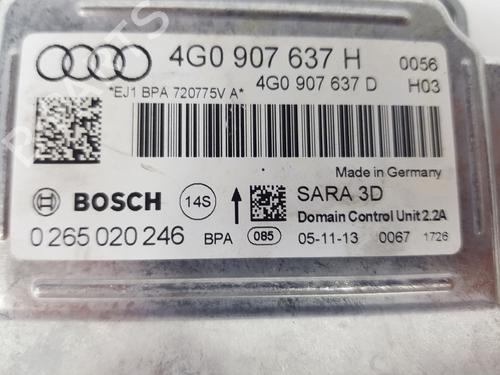 4G0 907 637 H 0056
4G0 907 637 D H03
*EJ1 BPA 720775V A*
Made in Germany
BOSCH 14S SARA 3D
Domain Control Unit 2.2A
0 265 020 246 BPA 085 05-11-13 0067 1726